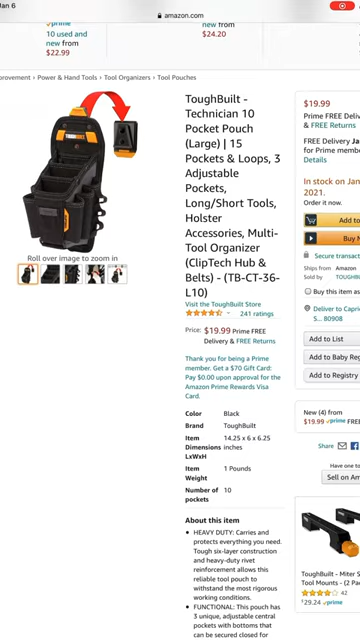 Jan 6
amazon.com
prime
10 used and
new from
$22.99
new from
$24.20
provement › Power & Hand Tools › Tool Organizers › Tool Pouches
ToughBuilt -
Technician 10
Pocket Pouch
(Large) | 15
Pockets & Loops, 3
Adjustable
Pockets,
Long/Short Tools,
Holster
Accessories, Multi-
Tool Organizer
(ClipTech Hub &
Belts) - (TB-CT-36-
L10)
Roll over image to zoom in
Visit the ToughBuilt Store
241 ratings
Price: $19.99 Prime FREE
Delivery & FREE Returns
Thank you for being a Prime
member. Get a $70 Gift Card:
Pay $0.00 upon approval for the
Amazon Prime Rewards Visa
Card.
Color Black
Brand ToughBuilt
Item 14.25 x 6 x 6.25
Dimensions inches
LxWxH
Item 1 Pounds
Weight
Number of 10
pockets
About this item
• HEAVY DUTY: Carries and
protects everything you need.
Tough six-layer construction
and heavy-duty rivet
reinforcement allows this
reliable tool pouch to
withstand the most rigorous
working conditions.
• FUNCTIONAL: This pouch has
3 unique, adjustable central
pockets with bottoms that
can be secured closed for
$19.99
Prime FREE Deliv
& FREE Returns
FREE Delivery Ja
for Prime membe
Details
In stock on Jan
2021.
Order it now.
Add to
Buy N
Secure transact
Ships from Amazon
Sold by TOUGHBU
Buy this item as
Deliver to Capric
S... 80908
Add to List
Add to Baby Reg
Add to Registry
New (4) from
$19.99 prime FREE
Share
Have one to
Sell on Am
ToughBuilt - Miter S
Tool Mounts - (2 Pac
42
$29.24 prime